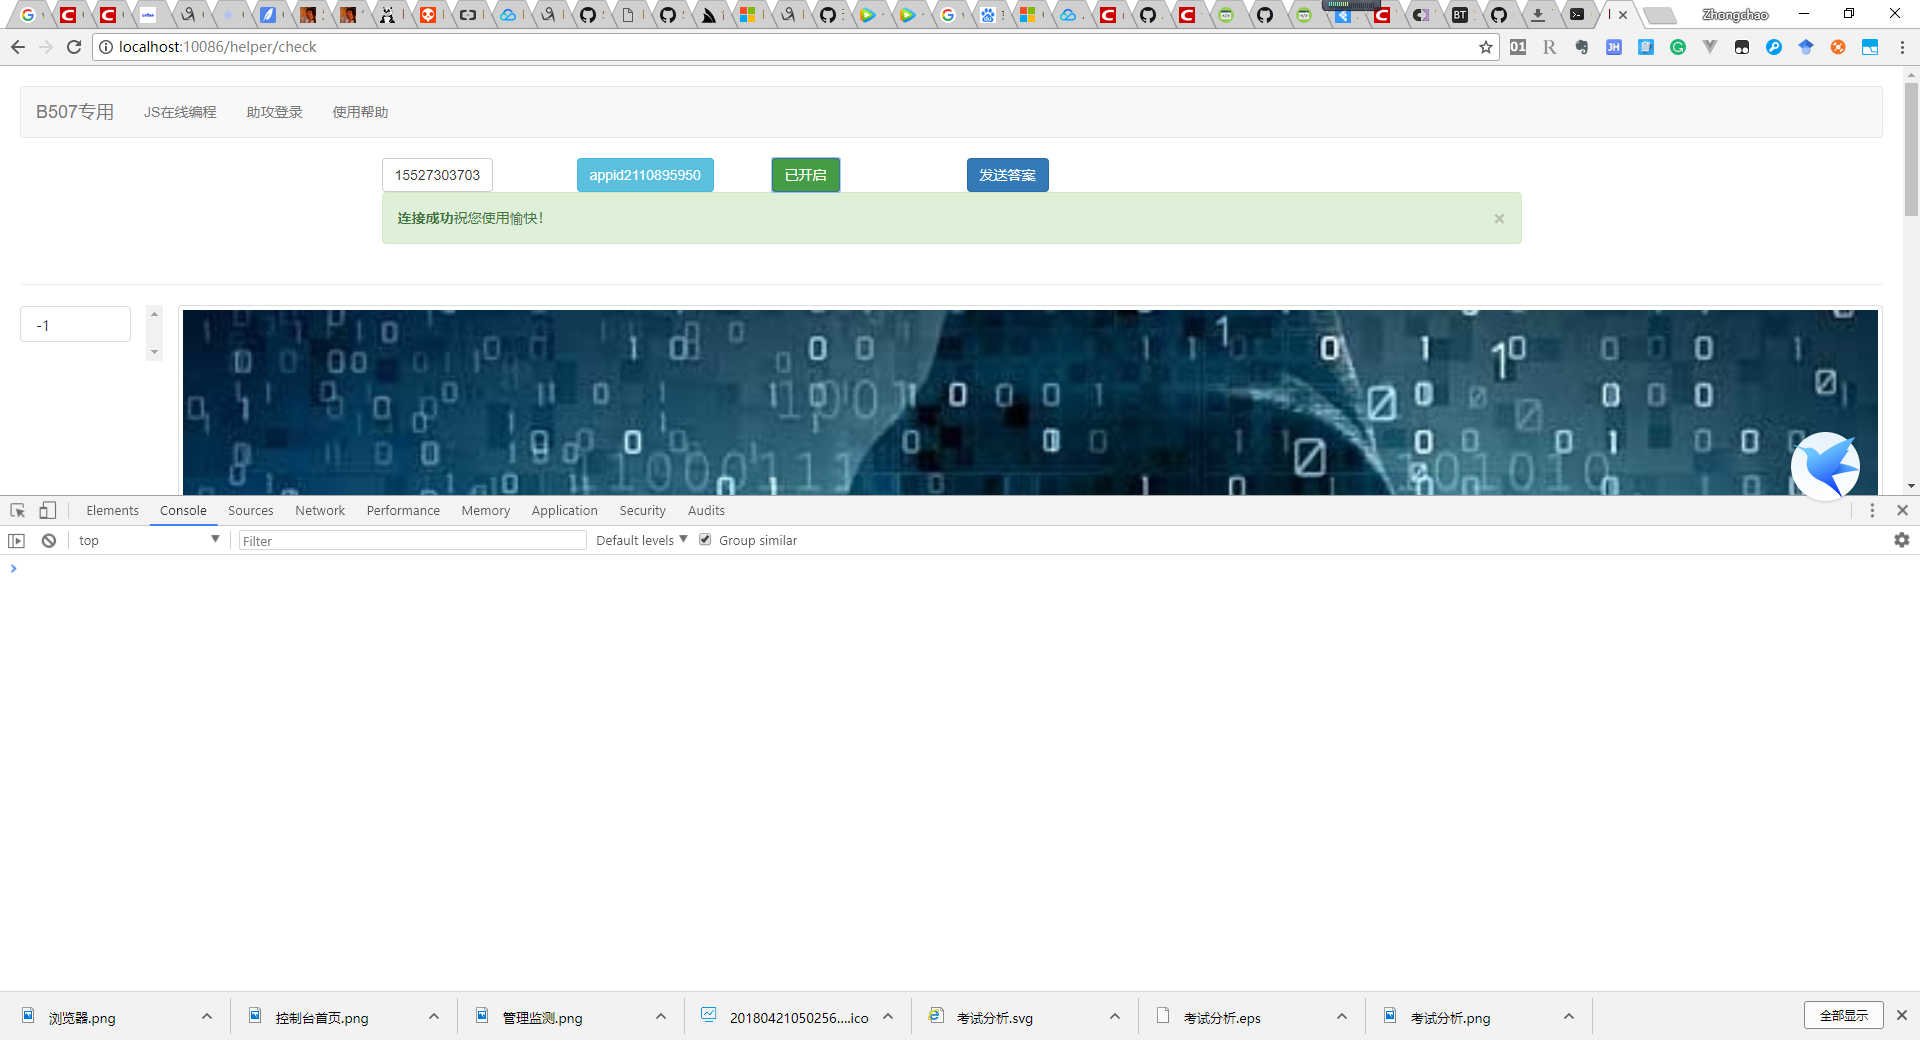 Zhongchao
localhost:10086/helper/check
B507专用 JS在线编程 助攻登录 使用帮助
15527303703 appid2110895950 已开启 发送答案
连接成功祝您使用愉快! ×
-1
Elements Console Sources Network Performance Memory Application Security Audits
top Filter Default levels Group similar
浏览器.png 控制台首页.png 管理监测.png 20180421050256....ico 考试分析.svg 考试分析.eps 考试分析.png 全部显示